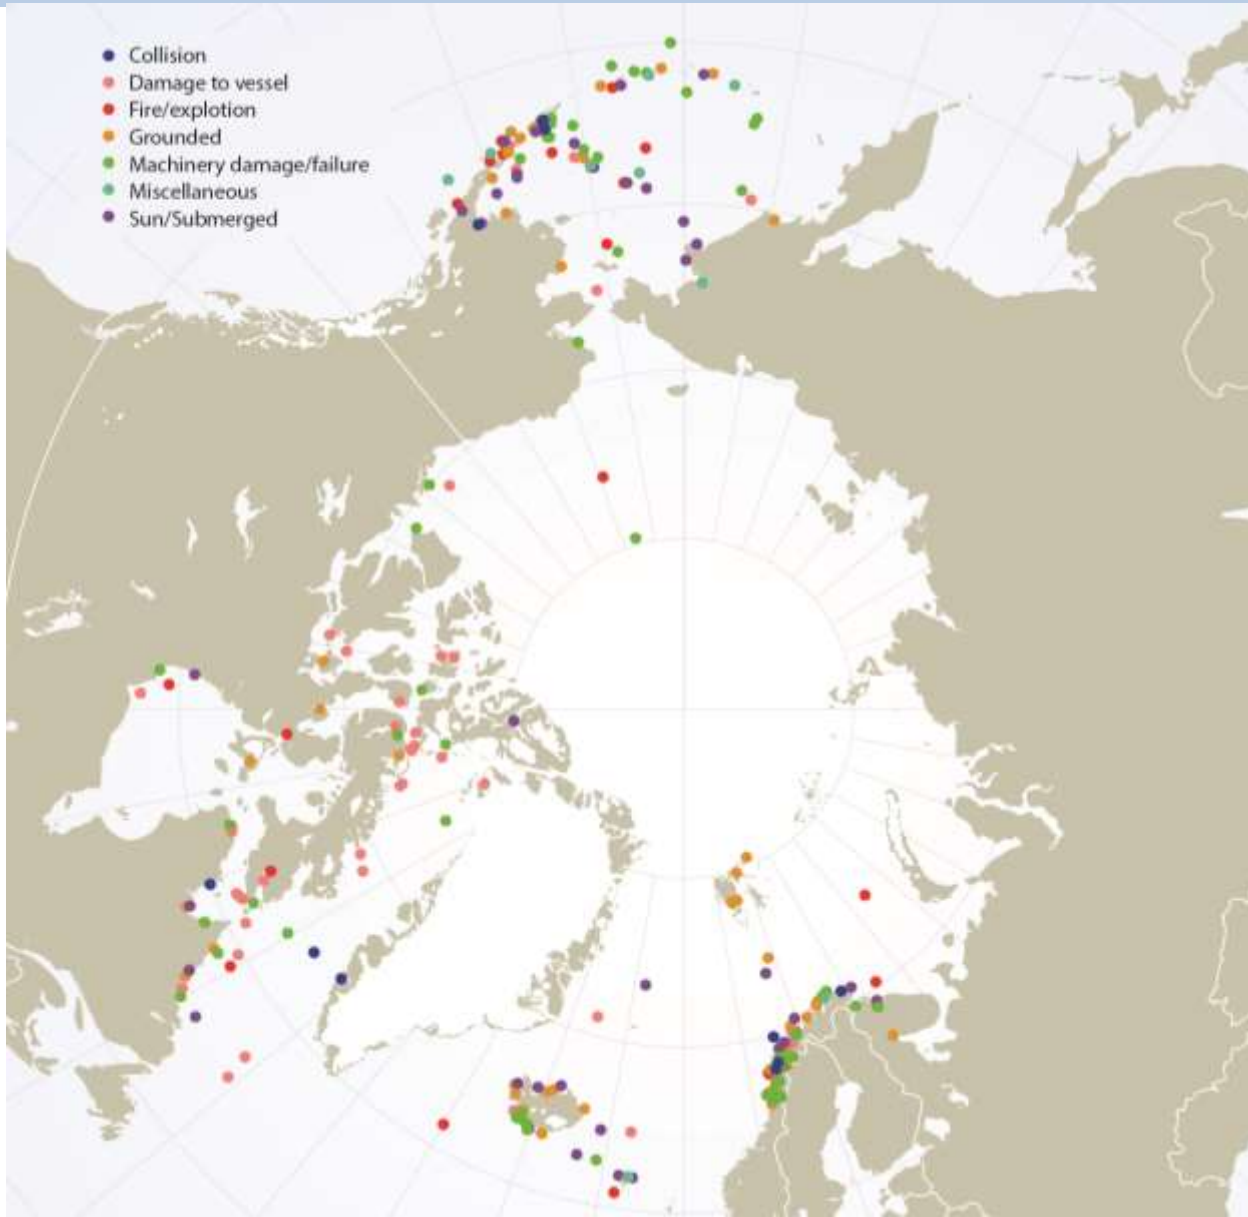 Collision
Damage to vessel
Fire/explotion
Grounded
Machinery damage/failure
Miscellaneous
Sun/Submerged